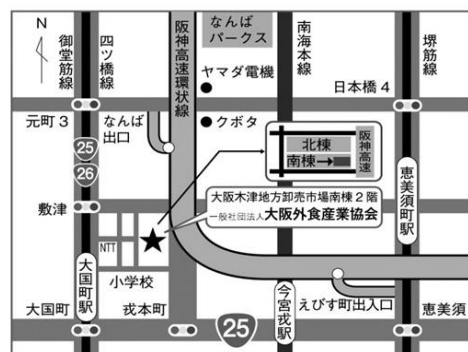 N
御堂筋線
四ツ橋線
阪神高速環状線
なんば
パークス
南海本線
堺筋線
ヤマダ電機
日本橋4
元町3
なんば
出口
クボタ
北棟
南棟→
阪神高速
25
26
恵美須町駅
敷津
大阪木津地方卸売市場南棟2階
一般社団法人大阪外食産業協会
NTT
大国町駅
小学校
今宮戎駅
えびす町出入口
大国町
戎本町
25
恵美須